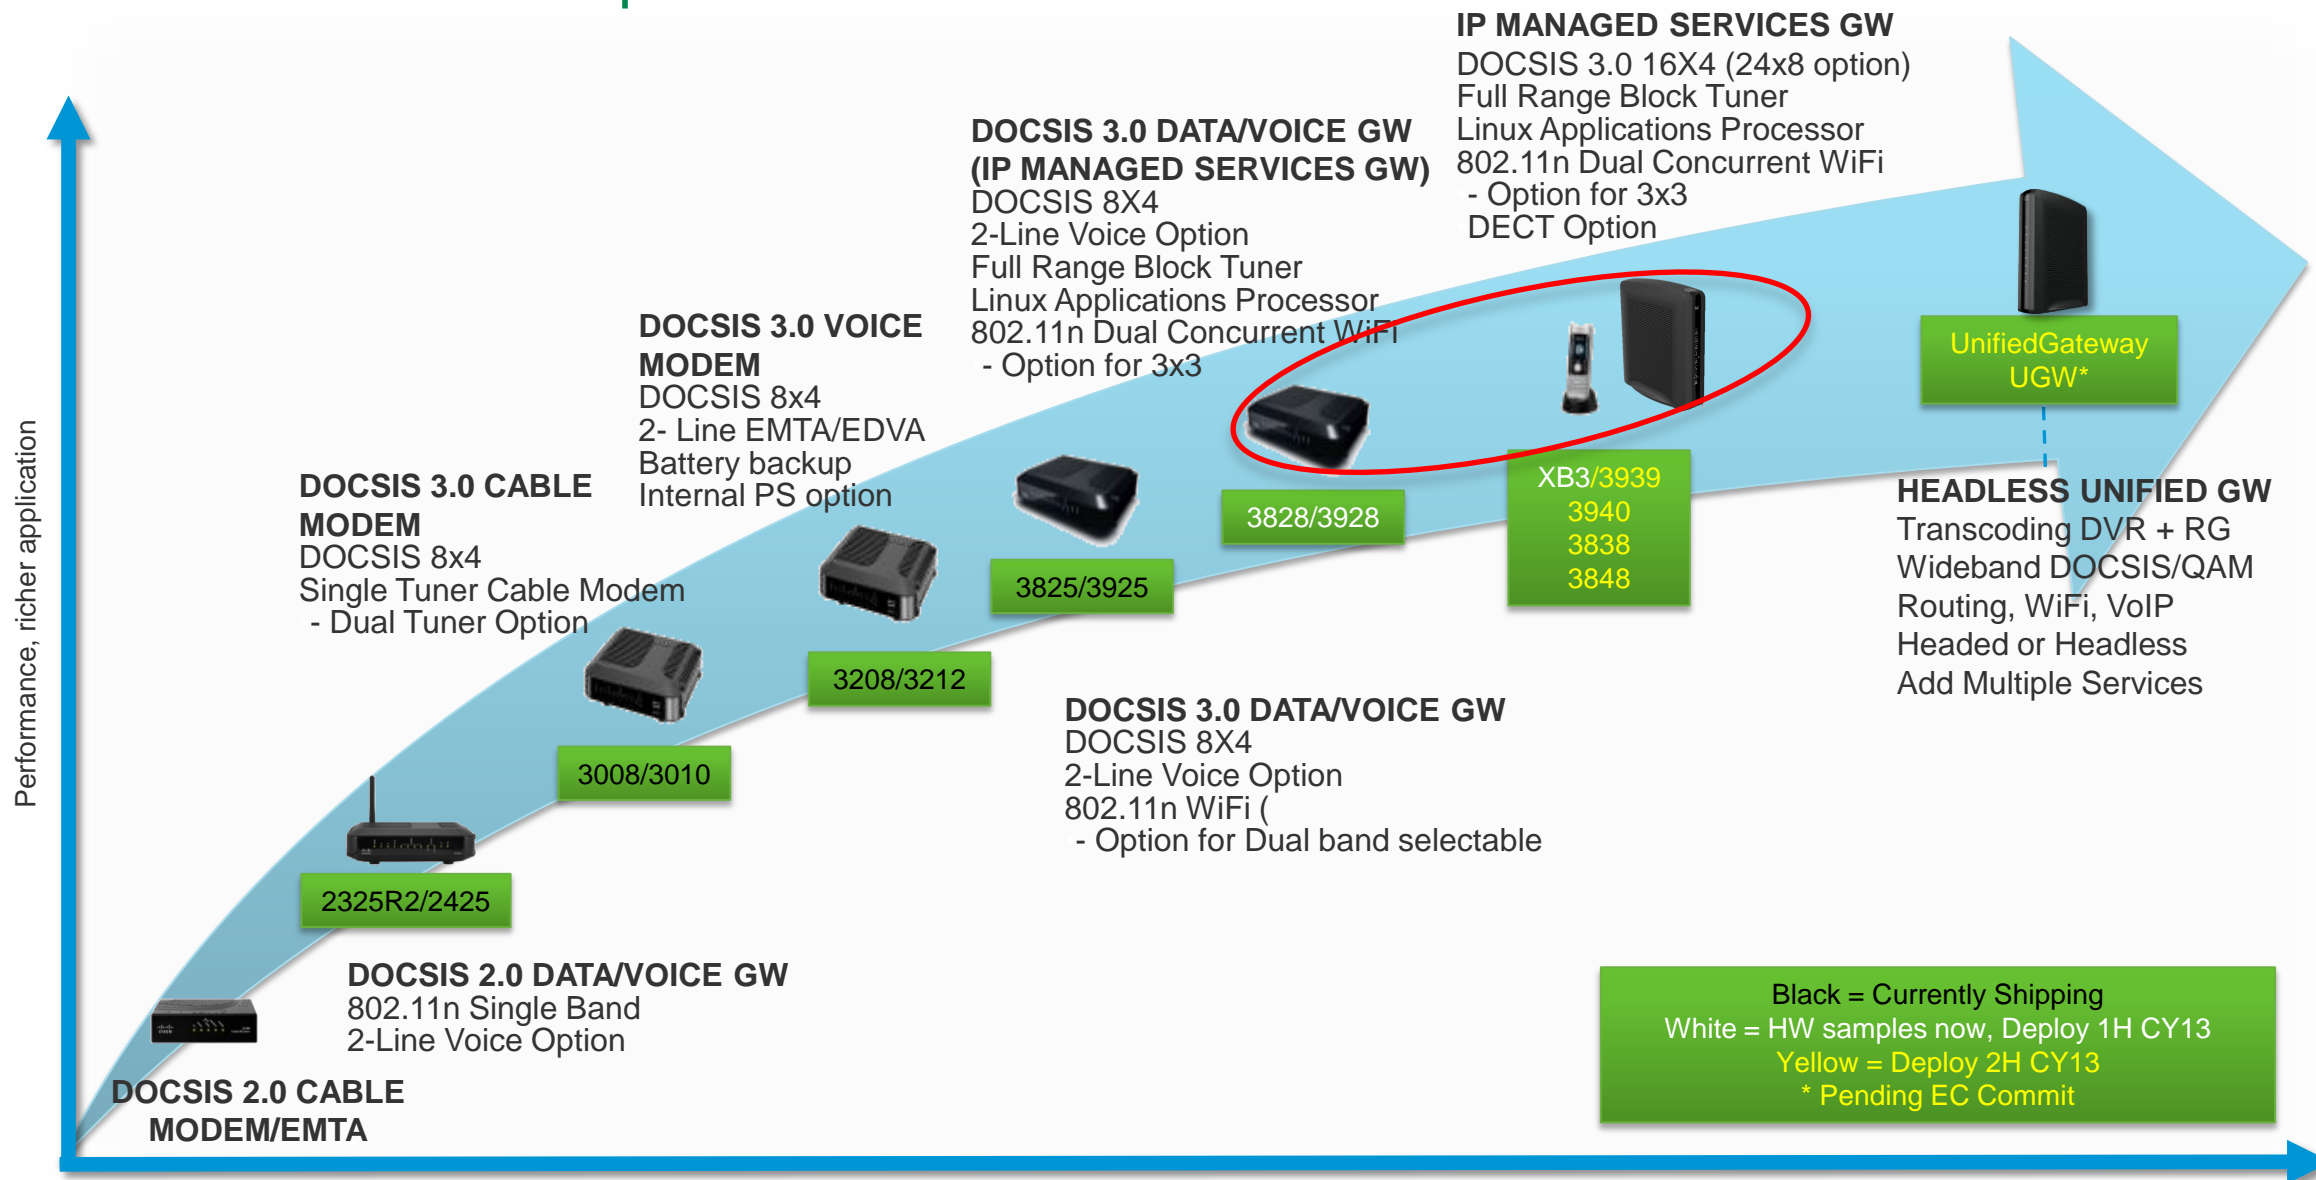 IP MANAGED SERVICES GW
DOCSIS 3.0 16X4 (24x8 option)
Full Range Block Tuner
Linux Applications Processor
802.11n Dual Concurrent WiFi
- Option for 3x3
DECT Option
DOCSIS 3.0 DATA/VOICE GW
(IP MANAGED SERVICES GW)
DOCSIS 8X4
2-Line Voice Option
Full Range Block Tuner
Linux Applications Processor
802.11n Dual Concurrent WiFi
- Option for 3x3
DOCSIS 3.0 VOICE
MODEM
DOCSIS 8x4
2- Line EMTA/EDVA
Battery backup
Internal PS option
DOCSIS 3.0 CABLE
MODEM
DOCSIS 8x4
Single Tuner Cable Modem
- Dual Tuner Option
Performance, richer application
UnifiedGateway
UGW*
HEADLESS UNIFIED GW
Transcoding DVR + RG
Wideband DOCSIS/QAM
Routing, WiFi, VoIP
Headed or Headless
Add Multiple Services
XB3/3939
3940
3838
3848
3828/3928
3825/3925
3208/3212
3008/3010
2325R2/2425
DOCSIS 3.0 DATA/VOICE GW
DOCSIS 8X4
2-Line Voice Option
802.11n WiFi (
- Option for Dual band selectable
DOCSIS 2.0 DATA/VOICE GW
802.11n Single Band
2-Line Voice Option
DOCSIS 2.0 CABLE
MODEM/EMTA
Black = Currently Shipping
White = HW samples now, Deploy 1H CY13
Yellow = Deploy 2H CY13
* Pending EC Commit